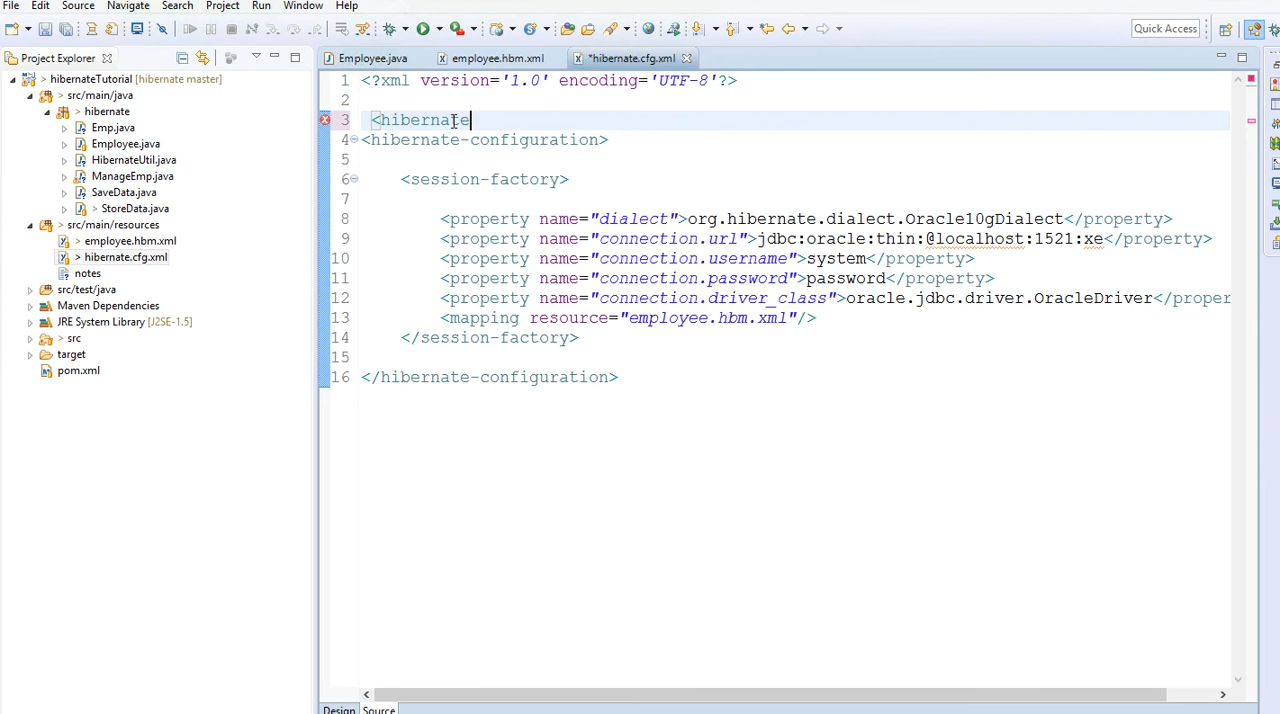 File Edit Source Navigate Search Project Run Window Help
Quick Access
Project Explorer
Employee.java employee.hbm.xml *hibernate.cfg.xml
hibernateTutorial [hibernate master]
src/main/java
> hibernate
Emp.java
Employee.java
HibernateUtil.java
ManageEmp.java
SaveData.java
> StoreData.java
src/main/resources
> employee.hbm.xml
> hibernate.cfg.xml
notes
src/test/java
Maven Dependencies
JRE System Library [J2SE-1.5]
> src
target
pom.xml
1 <?xml version='1.0' encoding='UTF-8'?>
2
3 <hibernate
4 <hibernate-configuration>
5
6 <session-factory>
7
8 <property name="dialect">org.hibernate.dialect.Oracle10gDialect</property>
9 <property name="connection.url">jdbc:oracle:thin:@localhost:1521:xe</property>
10 <property name="connection.username">system</property>
11 <property name="connection.password">password</property>
12 <property name="connection.driver_class">oracle.jdbc.driver.OracleDriver</proper
13 <mapping resource="employee.hbm.xml"/>
14 </session-factory>
15
16 </hibernate-configuration>
Design Source